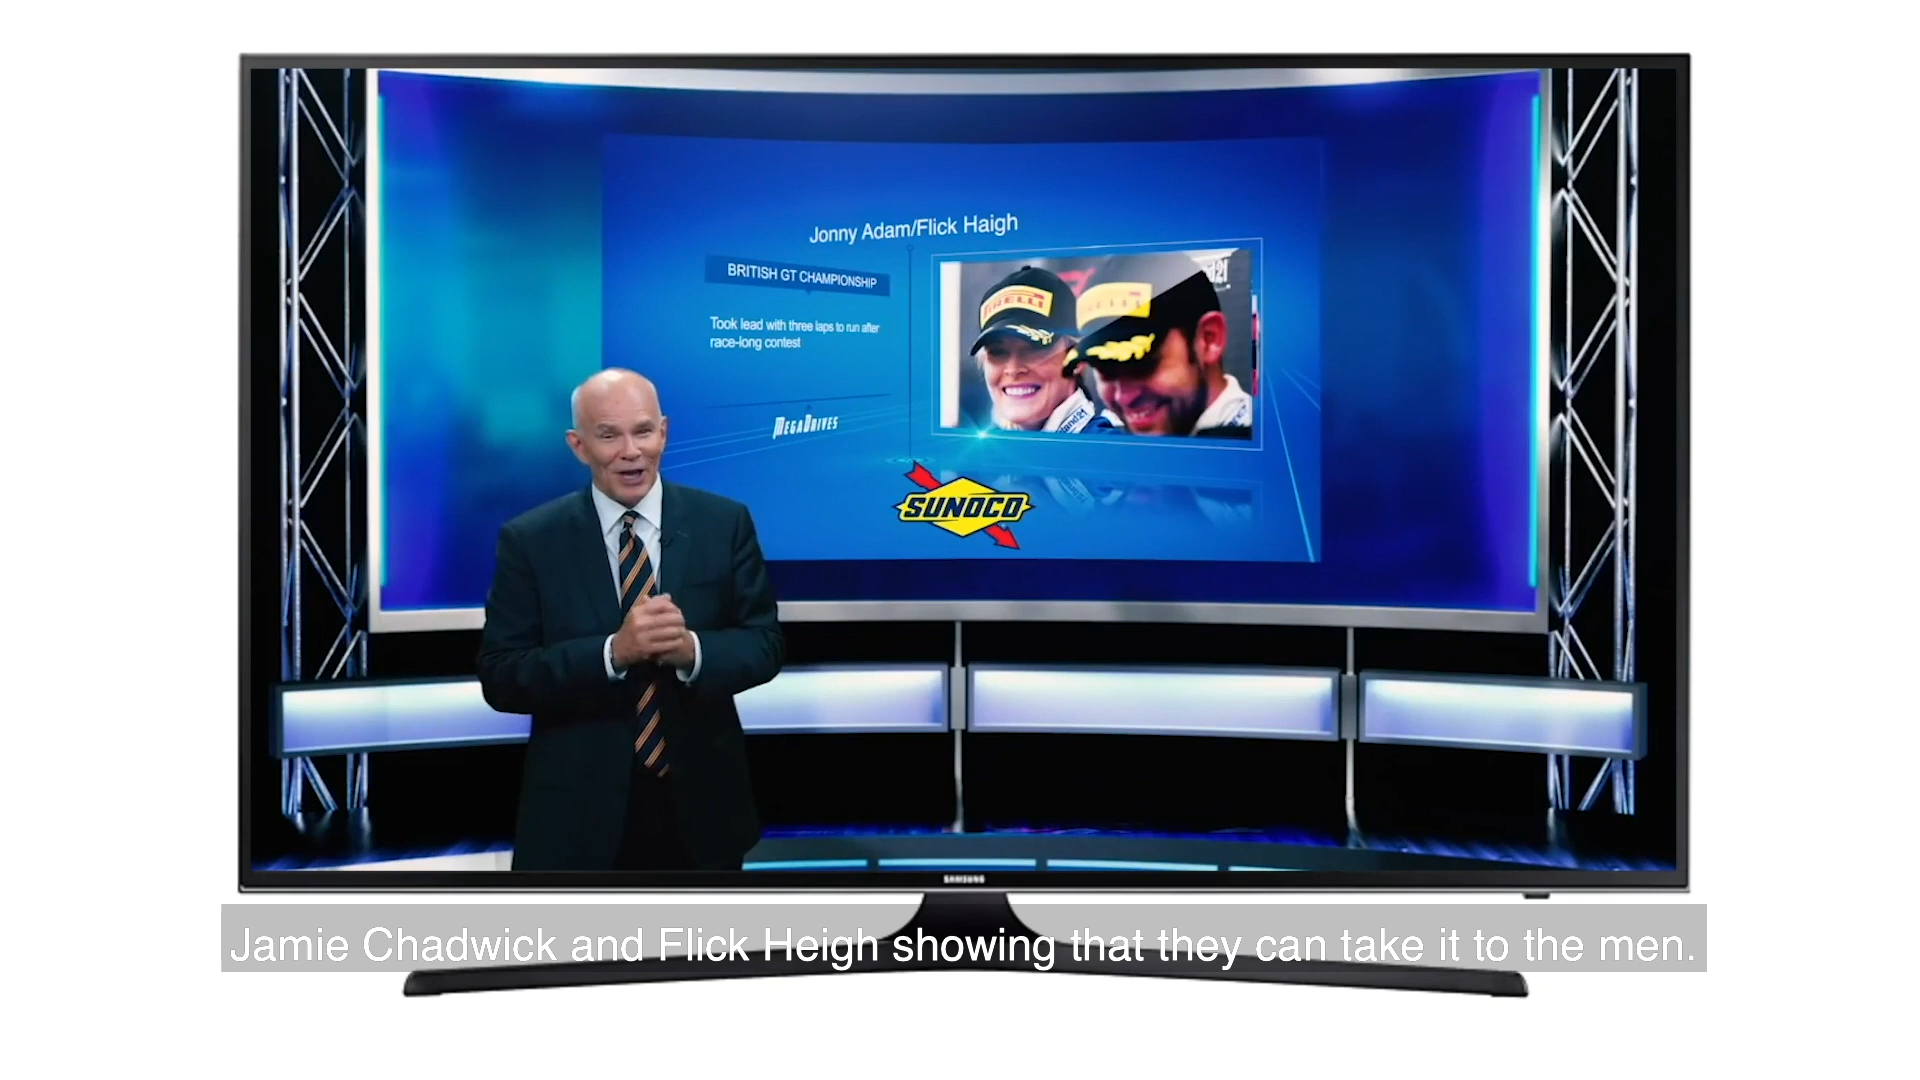 Jonny Adam/Flick Haigh
BRITISH GT CHAMPIONSHIP
Took lead with three laps to run after
race-long contest
MEGADRIVES
PIRELLI
SUNOCO
SAMSUNG
Jamie Chadwick and Flick Heigh showing that they can take it to the men.